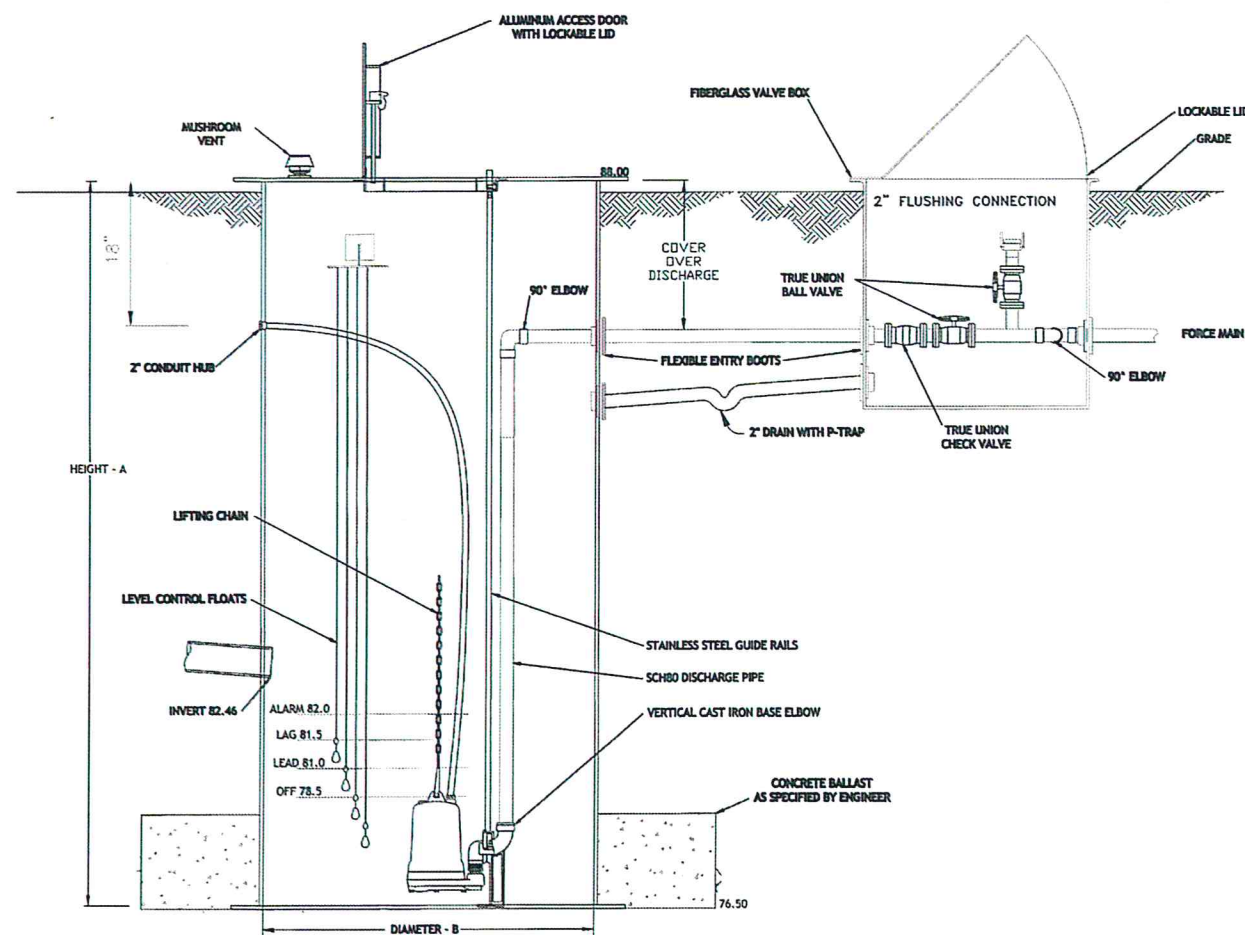 ALUMINUM ACCESS DOOR
WITH LOCKABLE LID
FIBERGLASS VALVE BOX
LOCKABLE LID
GRADE
MUSHROOM
VENT
88.00
2" FLUSHING CONNECTION
18"
COVER
OVER
DISCHARGE
TRUE UNION
BALL VALVE
90° ELBOW
FORCE MAIN
2" CONDUIT HUB
FLEXIBLE ENTRY BOOTS
90° ELBOW
2" DRAIN WITH P-TRAP
TRUE UNION
CHECK VALVE
HEIGHT - A
LIFTING CHAIN
LEVEL CONTROL FLOATS
STAINLESS STEEL GUIDE RAILS
SCH80 DISCHARGE PIPE
INVERT 82.46
ALARM 82.0
VERTICAL CAST IRON BASE ELBOW
LAG 81.5
LEAD 81.0
OFF 78.5
CONCRETE BALLAST
AS SPECIFIED BY ENGINEER
76.50
DIAMETER - B